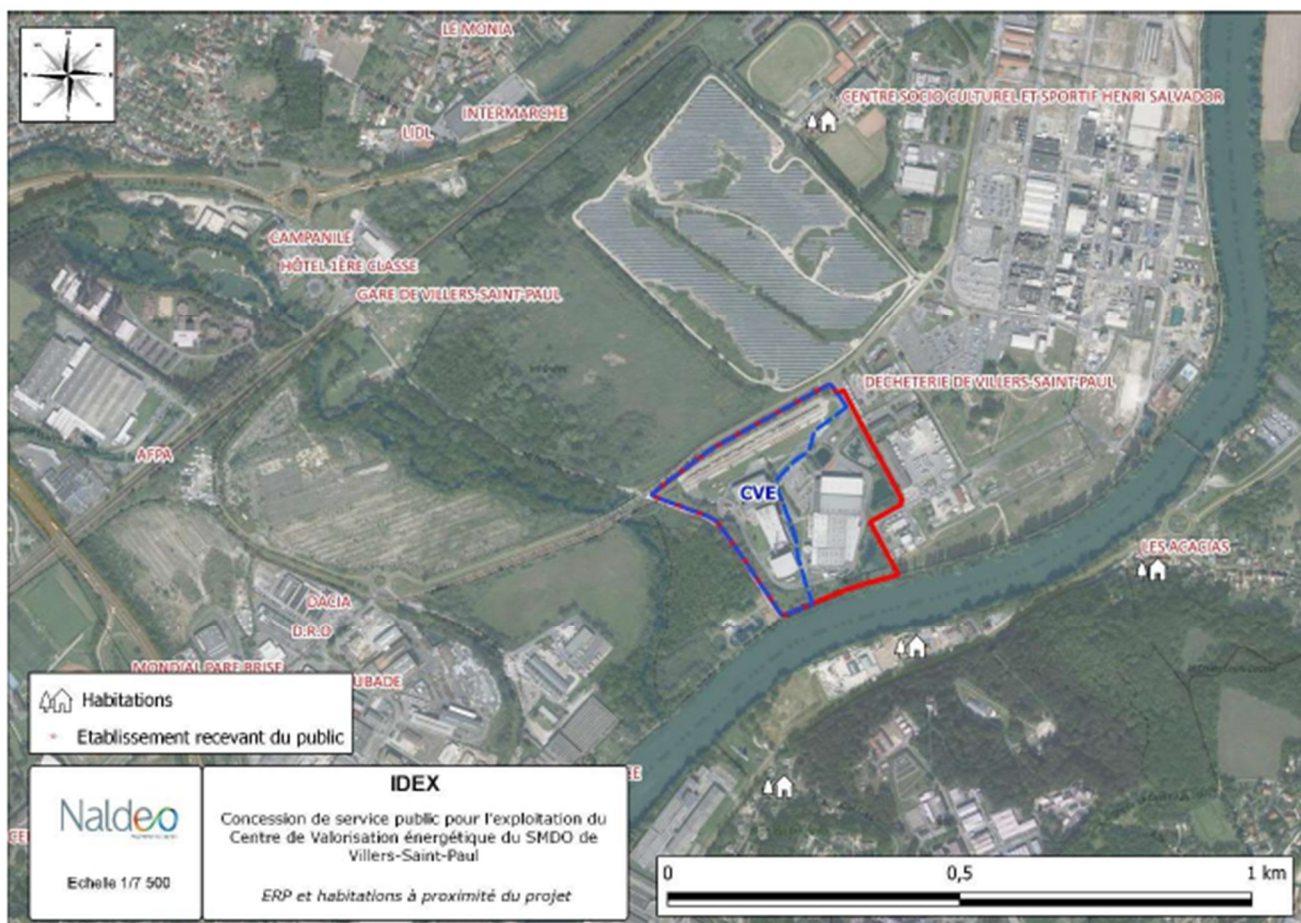 LE MONIA
INTERMARCHE
LIDL
CENTRE SOCIO CULTUREL ET SPORTIF HENRI SALVADOR
CAMPANILE
HÔTEL 1ÈRE CLASSE
GARE DE VILLERS-SAINT-PAUL
DECHETERIE DE VILLERS-SAINT-PAUL
AFPA
CVE
LES ACACIAS
DACIA
D.R.O
MONDIAL PARE BRISE
UBADE
Habitations
Etablissement recevant du public
Naldeo
Echelle 1/7 500
IDEX
Concession de service public pour l'exploitation du
Centre de Valorisation énergétique du SMDO de
Villers-Saint-Paul
ERP et habitations à proximité du projet
0 0,5 1 km